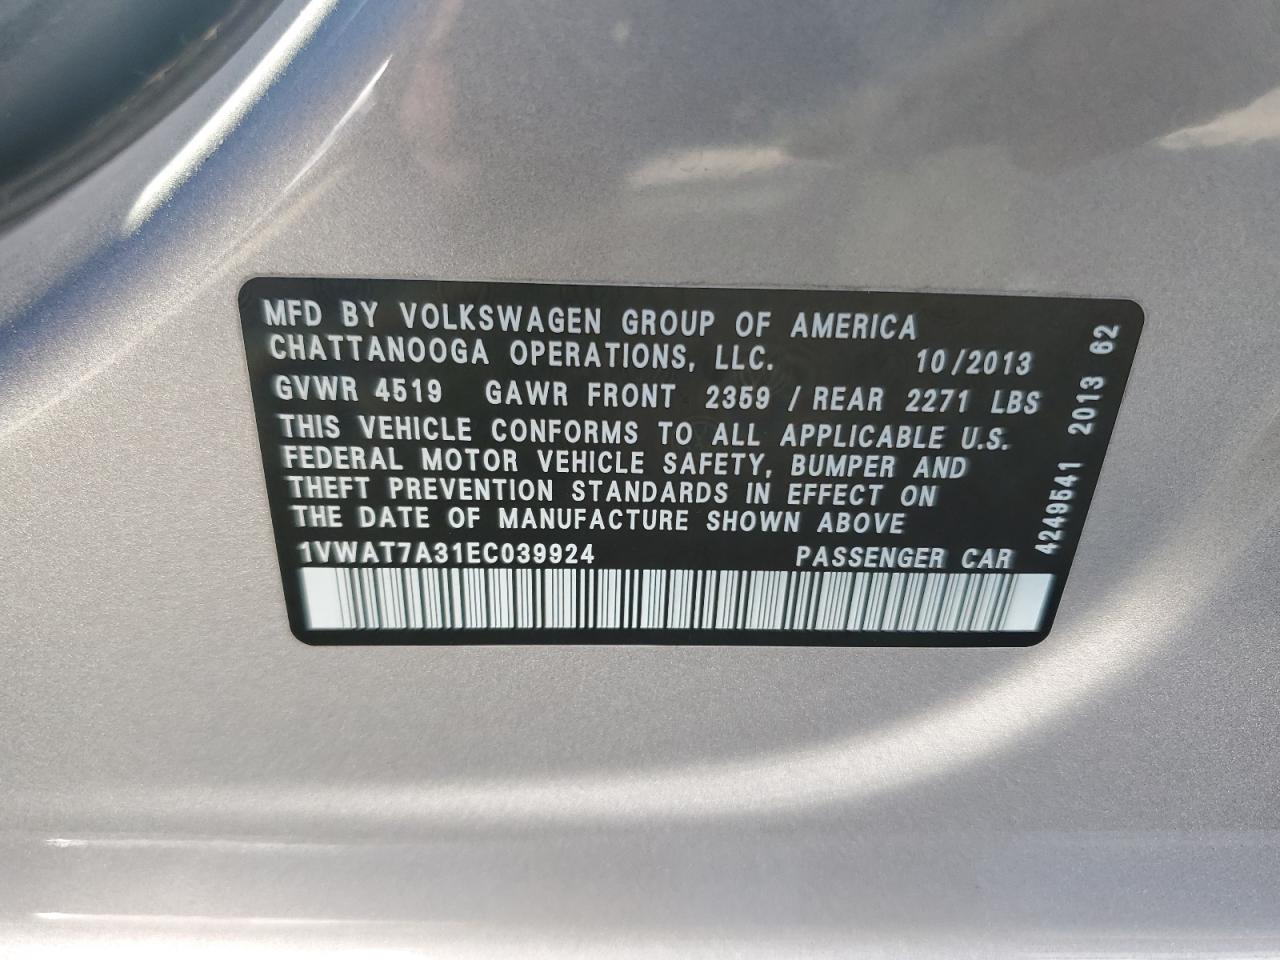 MFD BY VOLKSWAGEN GROUP OF AMERICA
CHATTANOOGA OPERATIONS, LLC. 10/2013
GVWR 4519 GAWR FRONT 2359 / REAR 2271 LBS
THIS VEHICLE CONFORMS TO ALL APPLICABLE U.S.
FEDERAL MOTOR VEHICLE SAFETY, BUMPER AND
THEFT PREVENTION STANDARDS IN EFFECT ON
THE DATE OF MANUFACTURE SHOWN ABOVE
1VWAT7A31EC039924 PASSENGER CAR
4249541 2013 62